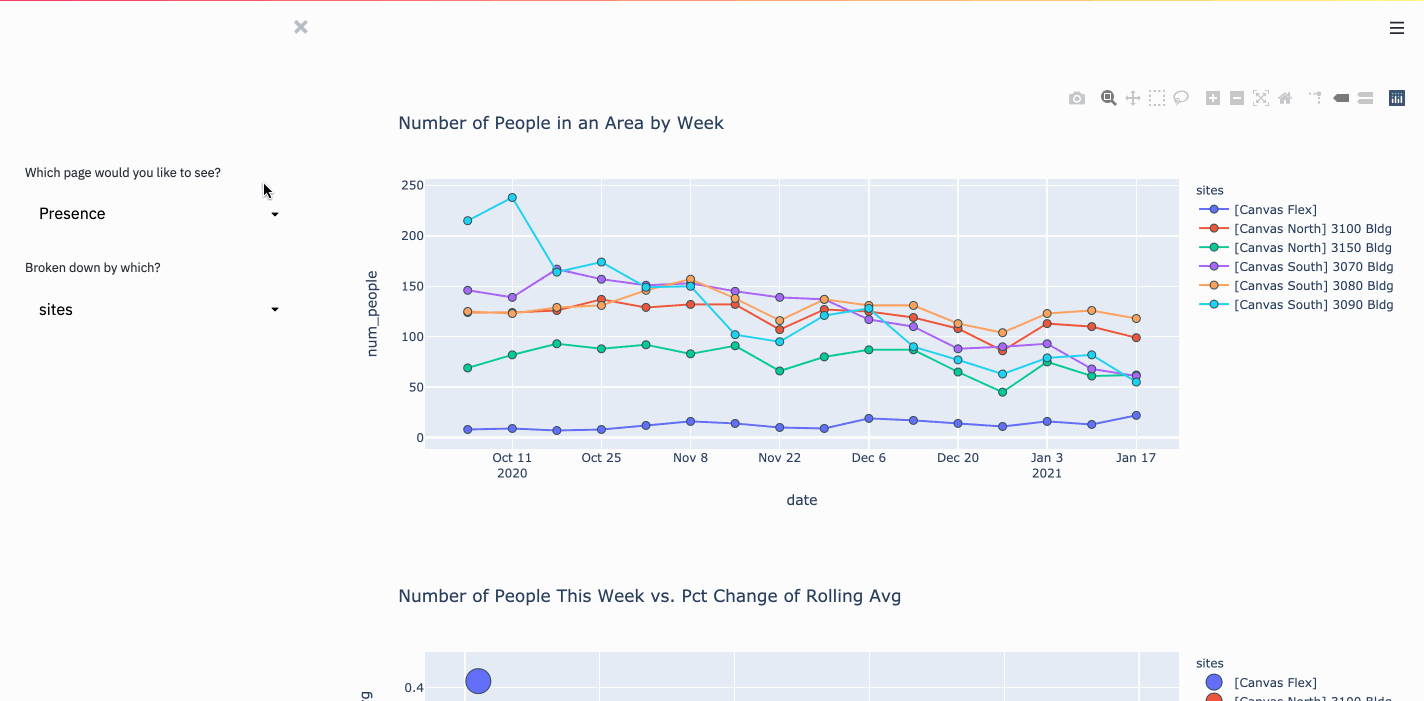 Which page would you like to see?
Presence
Broken down by which?
sites
Number of People in an Area by Week
250
200
150
100
50
0
num_people
Oct 11
2020
Oct 25
Nov 8
Nov 22
Dec 6
Dec 20
Jan 3
2021
Jan 17
date
sites
[Canvas Flex]
[Canvas North] 3100 Bldg
[Canvas North] 3150 Bldg
[Canvas South] 3070 Bldg
[Canvas South] 3080 Bldg
[Canvas South] 3090 Bldg
Number of People This Week vs. Pct Change of Rolling Avg
0.4
sites
[Canvas Flex]
[Canvas North] 3100 Bldg